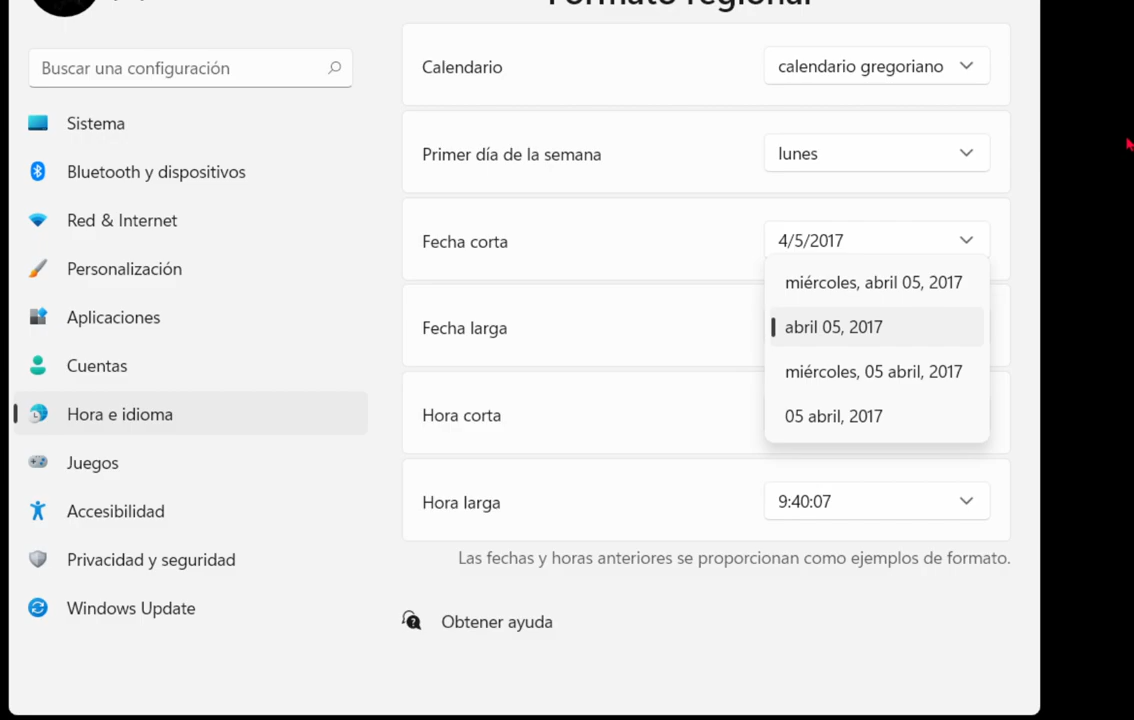 Formato regional
Buscar una configuración
Sistema
Bluetooth y dispositivos
Red & Internet
Personalización
Aplicaciones
Cuentas
Hora e idioma
Juegos
Accesibilidad
Privacidad y seguridad
Windows Update
Calendario
calendario gregoriano
Primer día de la semana
lunes
Fecha corta
4/5/2017
Fecha larga
miércoles, abril 05, 2017
abril 05, 2017
miércoles, 05 abril, 2017
05 abril, 2017
Hora corta
Hora larga
9:40:07
Las fechas y horas anteriores se proporcionan como ejemplos de formato.
Obtener ayuda